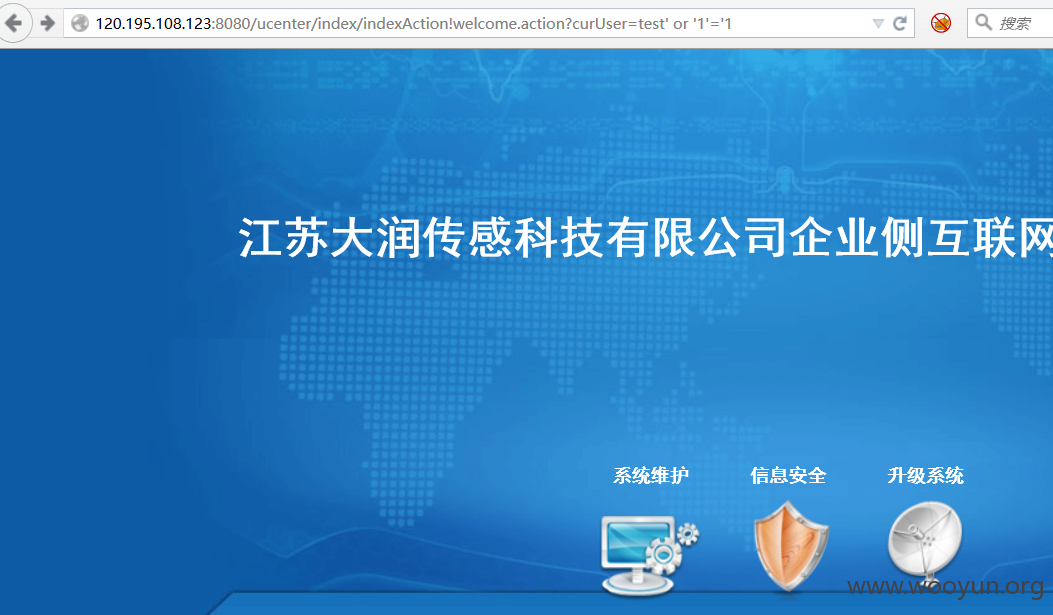 120.195.108.123:8080/ucenter/index/indexAction!welcome.action?curUser=test' or '1'='1
搜索
江苏大润传感科技有限公司企业侧互联网
系统维护 信息安全 升级系统
www.wooyun.org